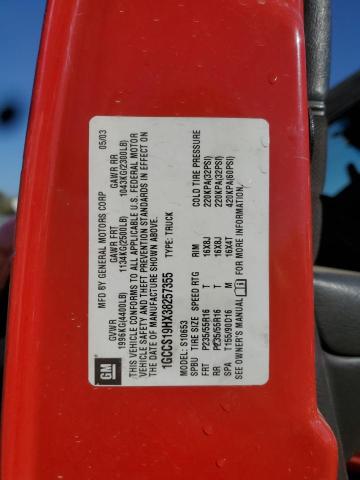 GM
MFD BY GENERAL MOTORS CORP 05/03
GVWR GAWR FRT GAWR RR
1996KG(4400LB) 1134KG(2500LB) 1043KG(2300LB)
THIS VEHICLE CONFORMS TO ALL APPLICABLE U.S. FEDERAL MOTOR
VEHICLE SAFETY AND THEFT PREVENTION STANDARDS IN EFFECT ON
THE DATE OF MANUFACTURE SHOWN ABOVE.
1GCCS19HX38257355 TYPE: TRUCK
MODEL: S10653
SPBU TIRE SIZE SPEED RTG RIM COLD TIRE PRESSURE
FRT P235/55R16 T 16X8J 220KPA(32PSI)
RR P235/55R16 T 16X8J 220KPA(32PSI)
SPA T155/90D16 M 16X4T 420KPA(60PSI)
SEE OWNER'S MANUAL FOR MORE INFORMATION.